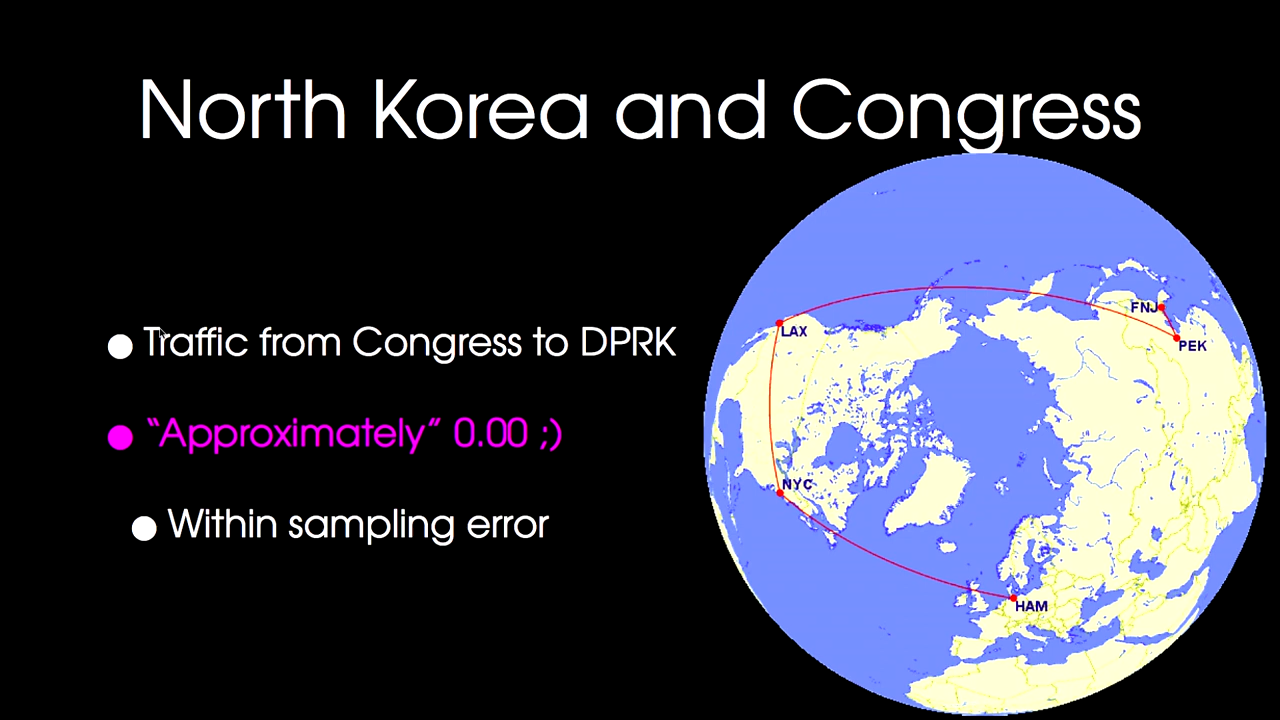 North Korea and Congress
● Traffic from Congress to DPRK
● “Approximately” 0.00 ;)
● Within sampling error
FNJ
LAX
PEK
NYC
HAM